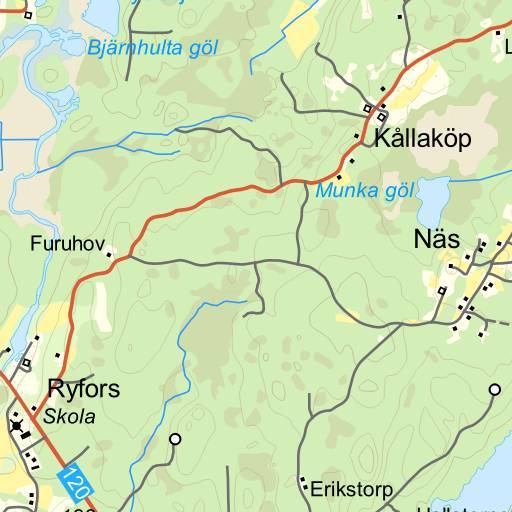 Bjärnhulta göl
Kållaköp
Munka göl
Näs
Furuhov
Ryfors
Skola
120
Erikstorp